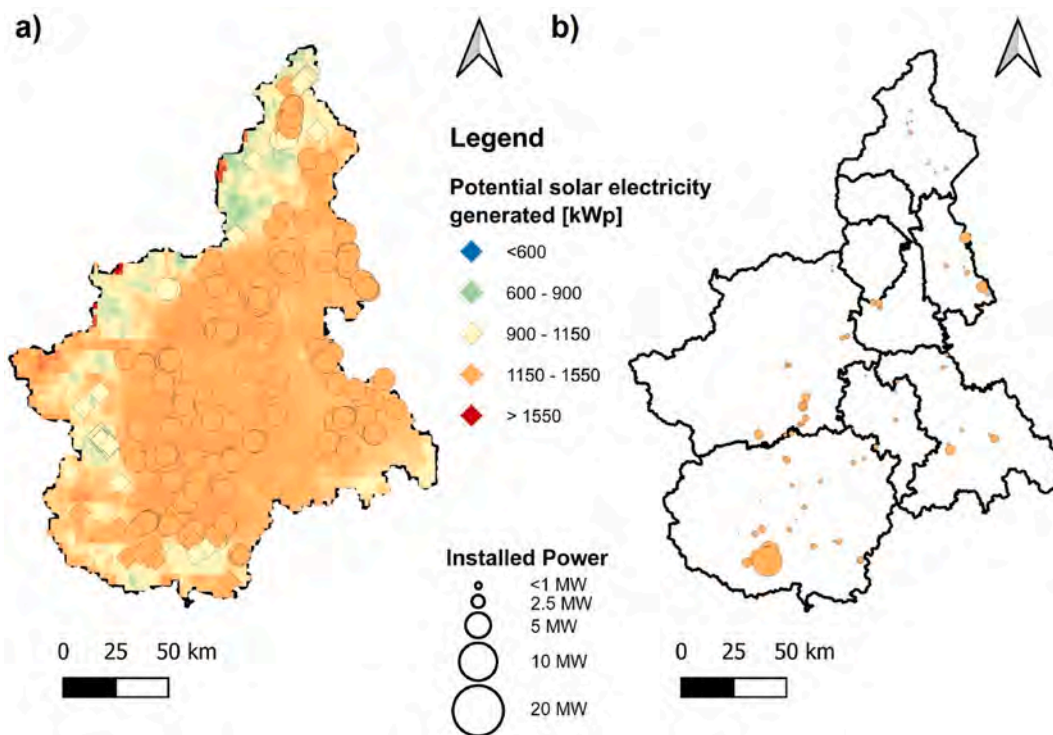 a)
b)
Legend
Potential solar electricity
generated [kWp]
<600
600 - 900
900 - 1150
1150 - 1550
> 1550
Installed Power
<1 MW
2.5 MW
5 MW
10 MW
20 MW
0 25 50 km
0 25 50 km